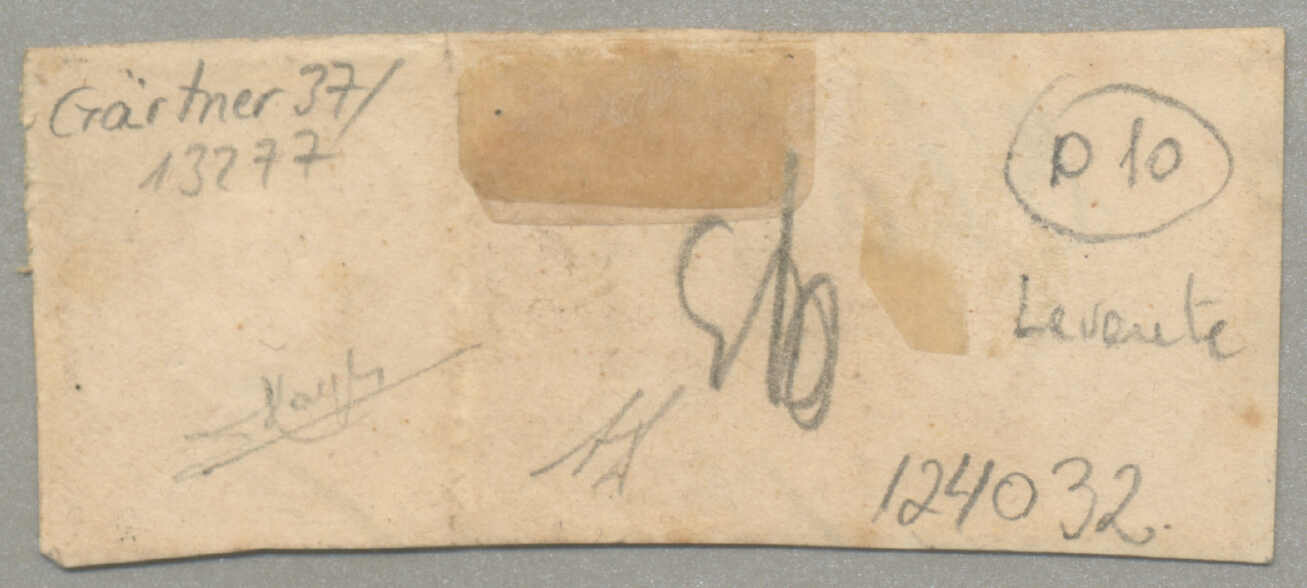 Gärtner 37/
13277
D 10
Levante
124032.